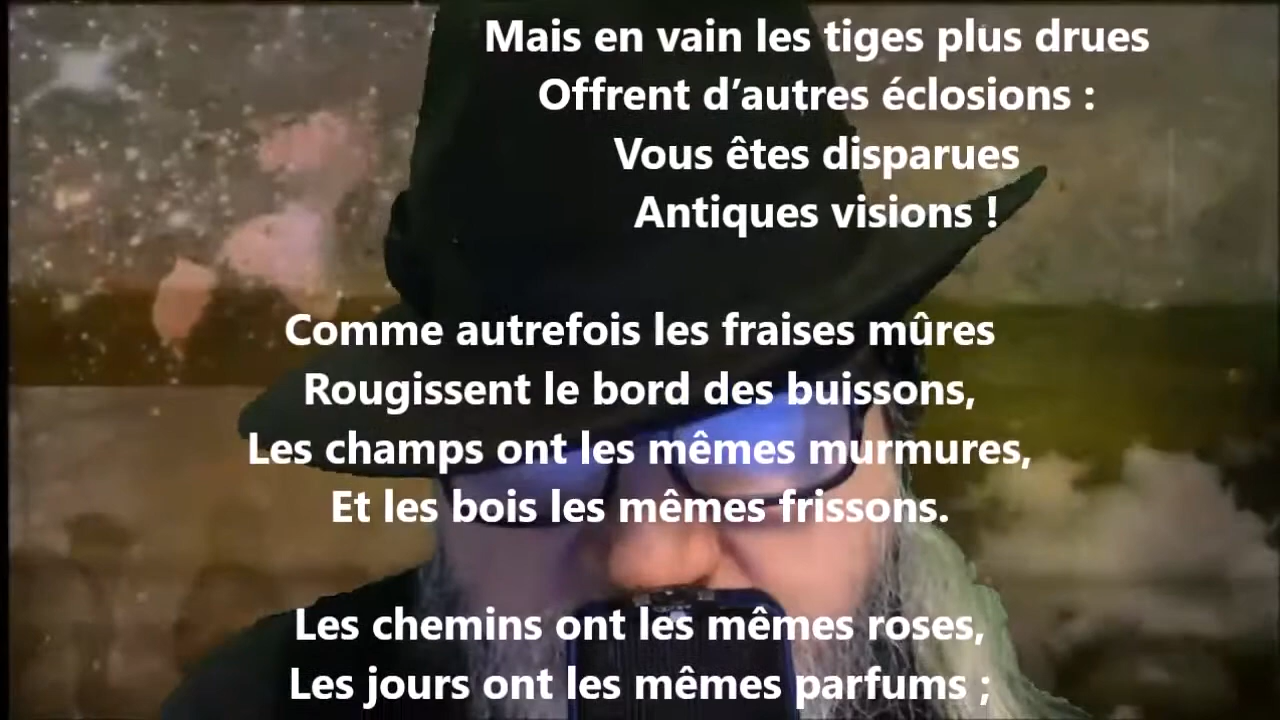 Mais en vain les tiges plus drues
Offrent d’autres éclosions :
Vous êtes disparues
Antiques visions !
Comme autrefois les fraises mûres
Rougissent le bord des buissons,
Les champs ont les mêmes murmures,
Et les bois les mêmes frissons.
Les chemins ont les mêmes roses,
Les jours ont les mêmes parfums ;